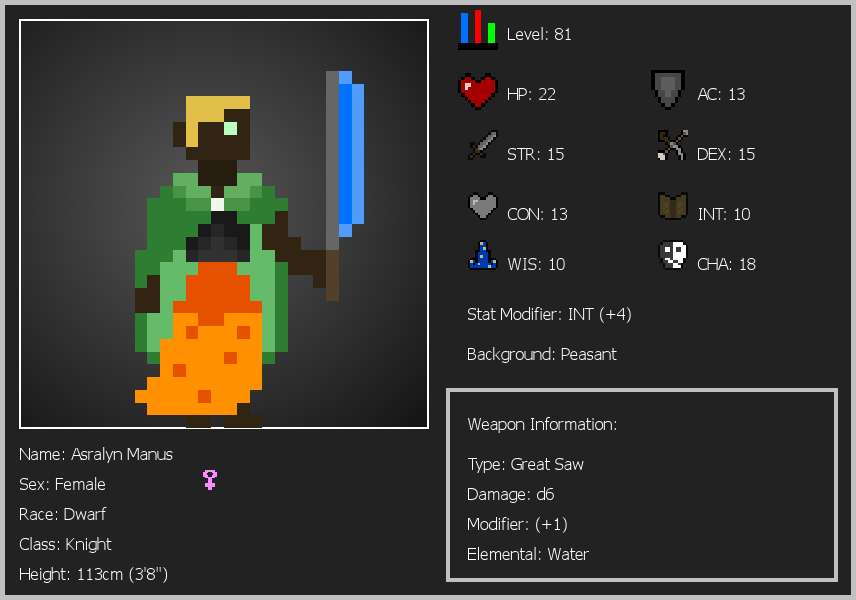 Level: 81
HP: 22
AC: 13
STR: 15
DEX: 15
CON: 13
INT: 10
WIS: 10
CHA: 18
Stat Modifier: INT (+4)
Background: Peasant
Weapon Information:
Type: Great Saw
Damage: d6
Modifier: (+1)
Elemental: Water
Name: Asralyn Manus
Sex: Female
Race: Dwarf
Class: Knight
Height: 113cm (3'8")